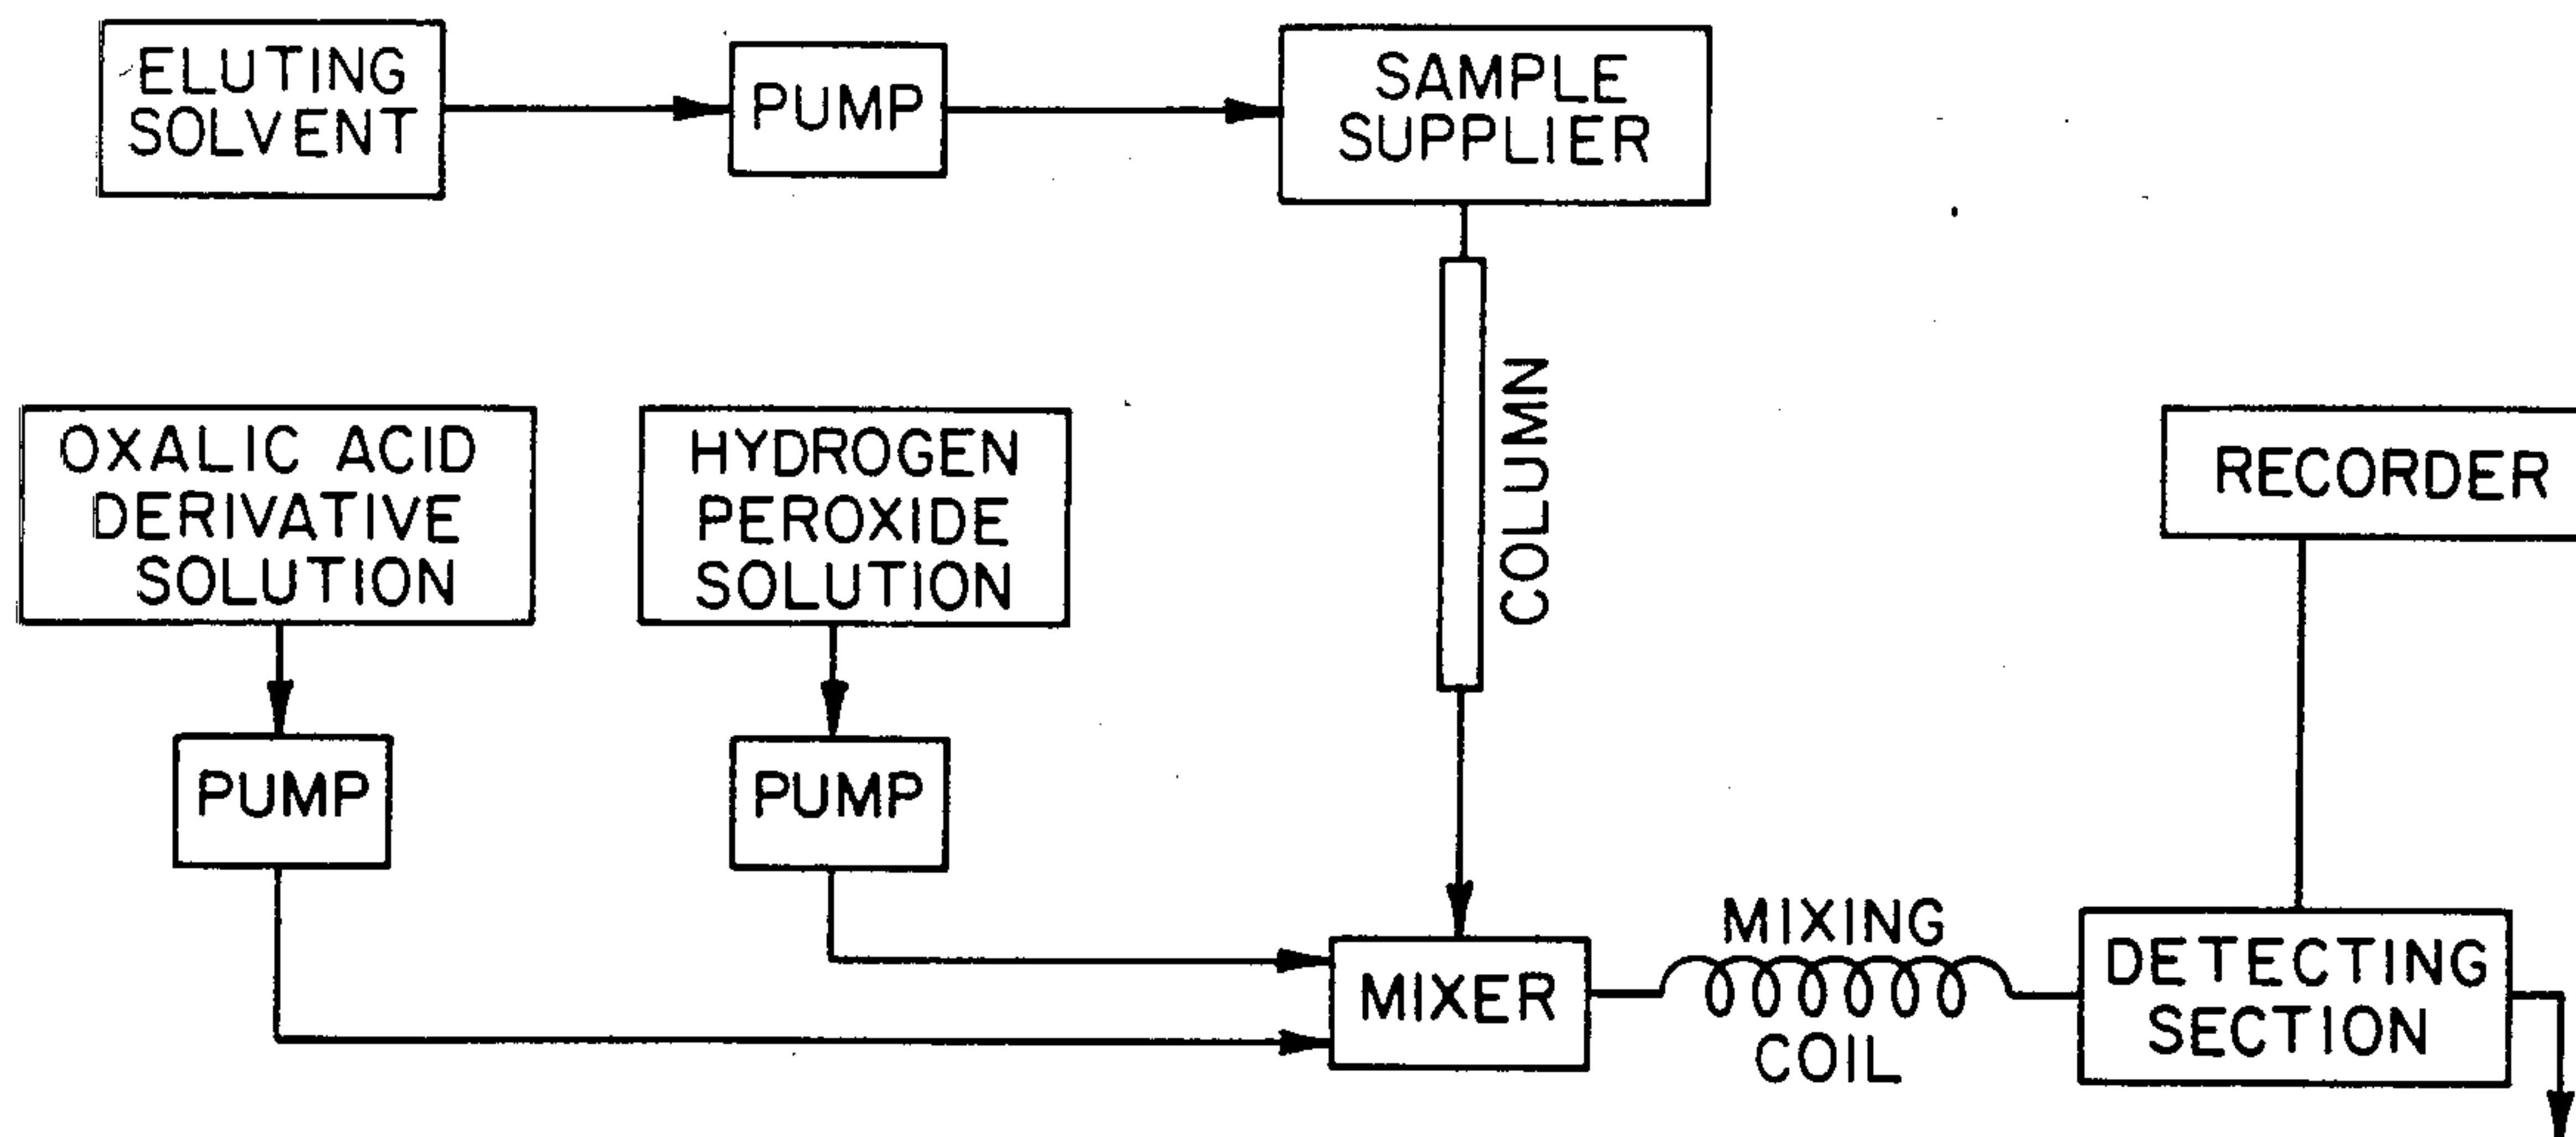 ELUTING
SOLVENT
PUMP
SAMPLE
SUPPLIER
COLUMN
OXALIC ACID
DERIVATIVE
SOLUTION
HYDROGEN
PEROXIDE
SOLUTION
RECORDER
PUMP
PUMP
MIXER
MIXING
COIL
DETECTING
SECTION